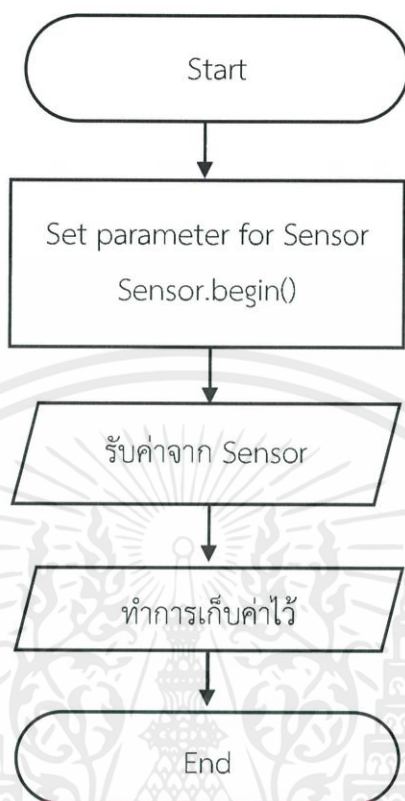 Start
Set parameter for Sensor
Sensor.begin()
รับค่าจาก Sensor
ทำการเก็บค่าไว้
End